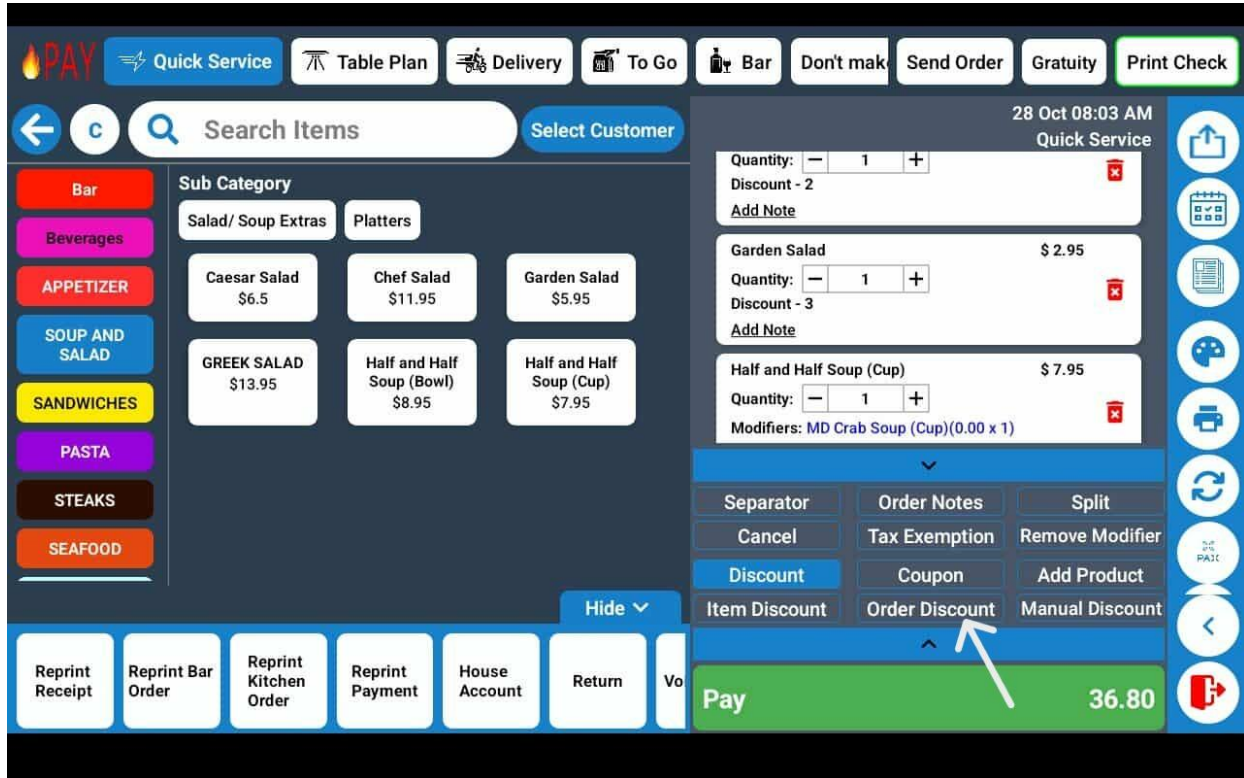 PAY
Quick Service
Table Plan
Delivery
To Go
Bar
Don't mak
Send Order
Gratuity
Print Check
C
Search Items
Select Customer
28 Oct 08:03 AM
Quick Service
Bar
Beverages
APPETIZER
SOUP AND
SALAD
SANDWICHES
PASTA
STEAKS
SEAFOOD
Sub Category
Salad/ Soup Extras
Platters
Caesar Salad
$6.5
Chef Salad
$11.95
Garden Salad
$5.95
GREEK SALAD
$13.95
Half and Half
Soup (Bowl)
$8.95
Half and Half
Soup (Cup)
$7.95
Hide
Reprint
Receipt
Reprint Bar
Order
Reprint
Kitchen
Order
Reprint
Payment
House
Account
Return
Vo
Quantity: — 1 +
Discount - 2
Add Note
Garden Salad $ 2.95
Quantity: — 1 +
Discount - 3
Add Note
Half and Half Soup (Cup) $ 7.95
Quantity: — 1 +
Modifiers: MD Crab Soup (Cup)(0.00 x 1)
Separator
Order Notes
Split
Cancel
Tax Exemption
Remove Modifier
Discount
Coupon
Add Product
Item Discount
Order Discount
Manual Discount
Pay 36.80
PAX